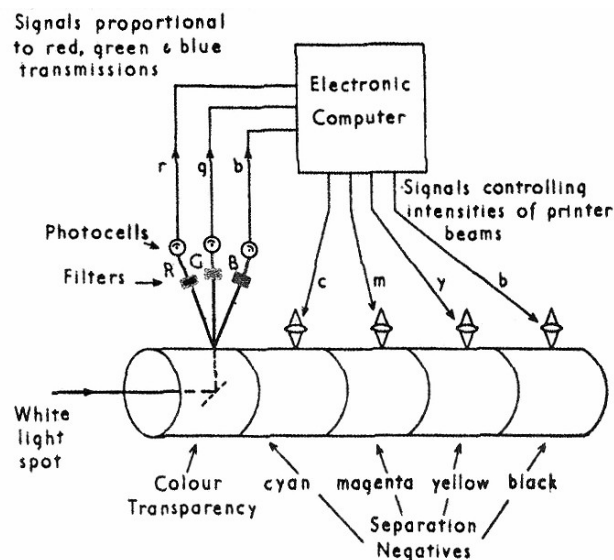 Signals proportional
to red, green & blue
transmissions
Electronic
Computer
r
g
b
Signals controlling
intensities of printer
beams
Photocells
R
G
B
Filters
c
m
y
b
White
light
spot
Colour
Transparency
cyan
magenta
yellow
black
Separation
Negatives